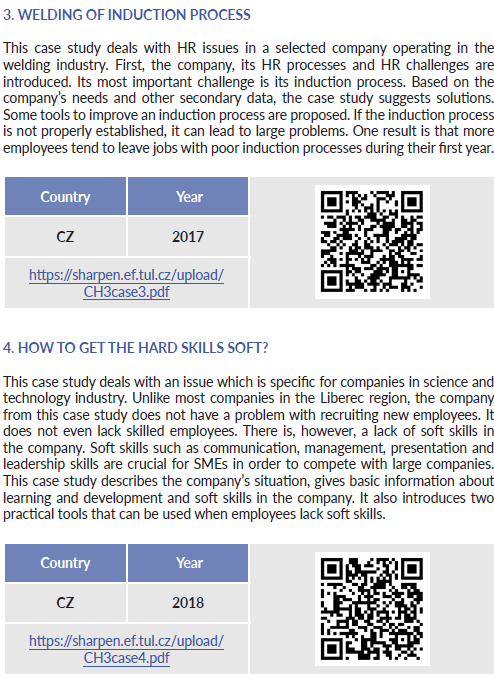 3. WELDING OF INDUCTION PROCESS
This case study deals with HR issues in a selected company operating in the
welding industry. First, the company, its HR processes and HR challenges are
introduced. Its most important challenge is its induction process. Based on the
company's needs and other secondary data, the case study suggests solutions.
Some tools to improve an induction process are proposed. If the induction process
is not properly established, it can lead to large problems. One result is that more
employees tend to leave jobs with poor induction processes during their first year.
Country Year
CZ 2017
https://sharpen.ef.tul.cz/upload/
CH3case3.pdf
4. HOW TO GET THE HARD SKILLS SOFT?
This case study deals with an issue which is specific for companies in science and
technology industry. Unlike most companies in the Liberec region, the company
from this case study does not have a problem with recruiting new employees. It
does not even lack skilled employees. There is, however, a lack of soft skills in
the company. Soft skills such as communication, management, presentation and
leadership skills are crucial for SMEs in order to compete with large companies.
This case study describes the company's situation, gives basic information about
learning and development and soft skills in the company. It also introduces two
practical tools that can be used when employees lack soft skills.
Country Year
CZ 2018
https://sharpen.ef.tul.cz/upload/
CH3case4.pdf